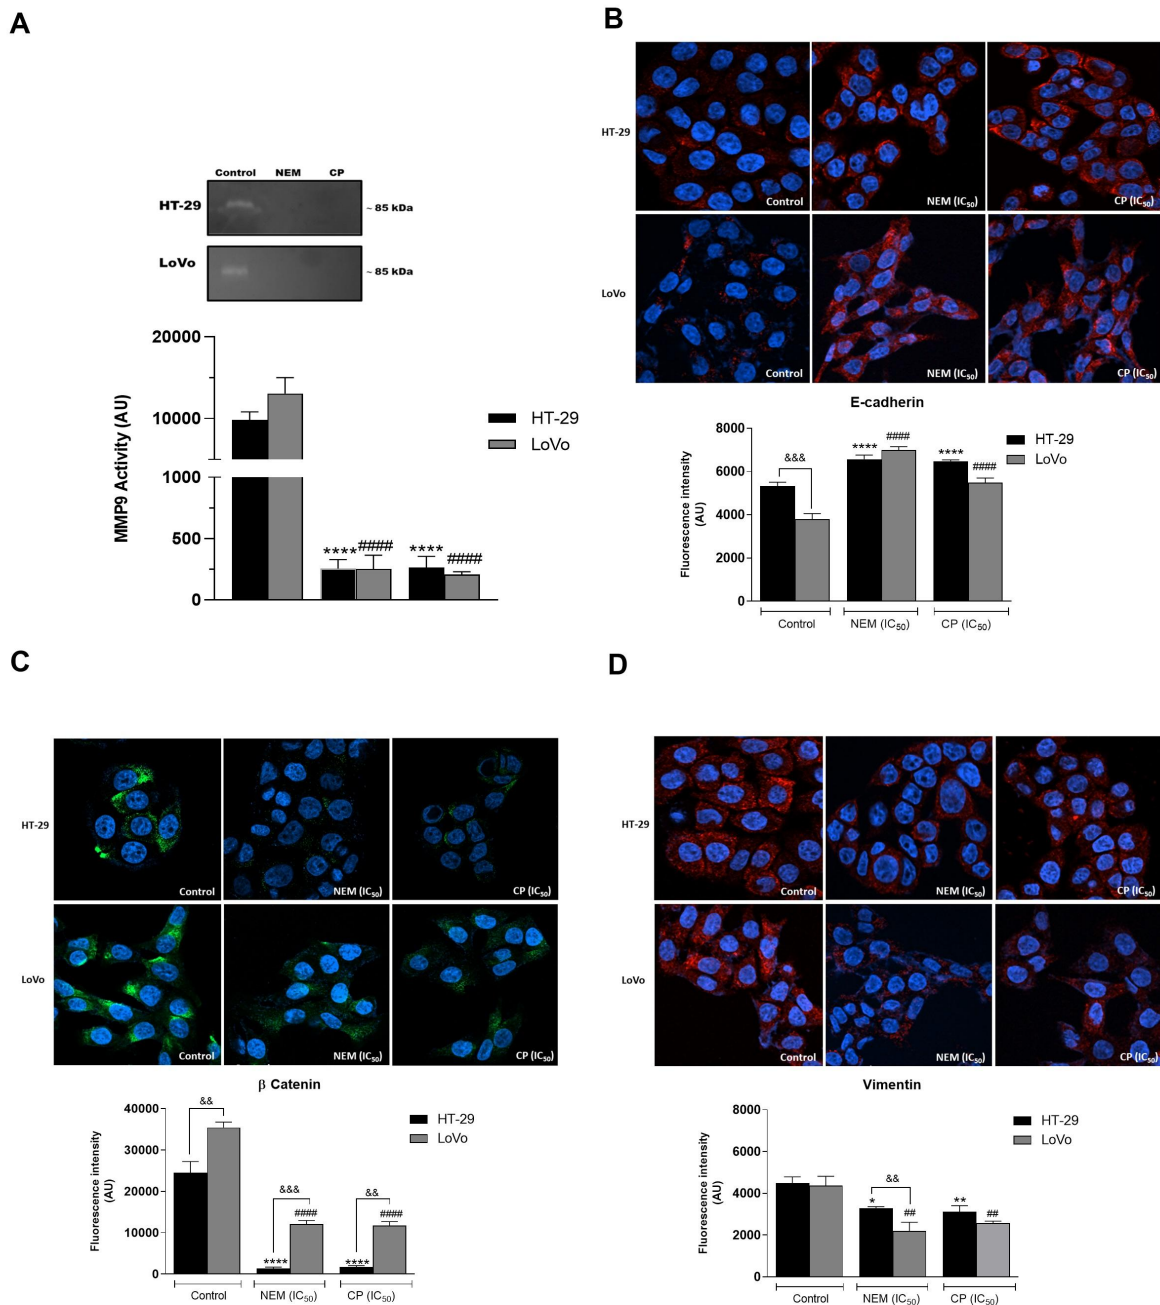 A
Control NEM CP
HT-29
~ 85 kDa
LoVo
~ 85 kDa
MMP9 Activity (AU)
20000
10000
1000
500
0
**** #### **** ####
HT-29
LoVo
B
HT-29
Control
NEM (IC50)
CP (IC50)
LoVo
Control
NEM (IC50)
CP (IC50)
E-cadherin
Fluorescence intensity
(AU)
8000
6000
4000
2000
0
&&&
**** #### **** ####
HT-29
LoVo
Control NEM (IC50) CP (IC50)
C
HT-29
Control
NEM (IC50)
CP (IC50)
LoVo
Control
NEM (IC50)
CP (IC50)
β Catenin
Fluorescence intensity
(AU)
40000
30000
20000
10000
0
&& &&& &&
**** #### **** ####
HT-29
LoVo
Control NEM (IC50) CP (IC50)
D
HT-29
Control
NEM (IC50)
CP (IC50)
LoVo
Control
NEM (IC50)
CP (IC50)
Vimentin
Fluorescence intensity
(AU)
8000
6000
4000
2000
0
&&
* ## ** ##
HT-29
LoVo
Control NEM (IC50) CP (IC50)